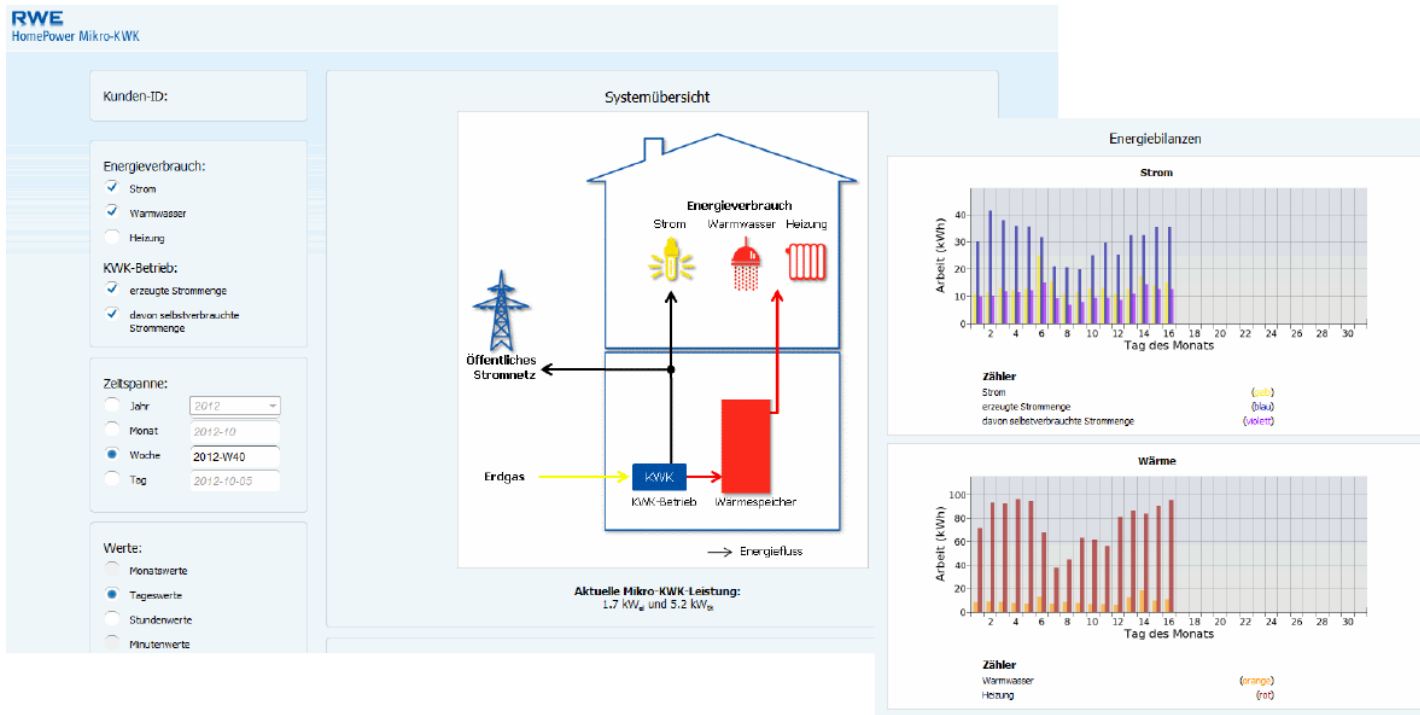 RWE
HomePower Mikro-KWK
Kunden-ID:
Energieverbrauch:
Strom
Warmwasser
Heizung
KWK-Betrieb:
erzeugte Strommenge
davon selbstverbrauchte
Strommenge
Zeitspanne:
Jahr 2012
Monat 2012-10
Woche 2012-W40
Tag 2012-10-05
Werte:
Monatswerte
Tageswerte
Stundenwerte
Minutenwerte
Systemübersicht
Energieverbrauch
Strom Warmwasser Heizung
Öffentliches
Stromnetz
Erdgas
KWK
KWK-Betrieb Wärmespeicher
Energiefluss
Aktuelle Mikro-KWK-Leistung:
1.7 kWel und 5.2 kWth
Energiebilanzen
Strom
Arbeit (kWh)
40
30
20
10
0
2 4 6 8 10 12 14 16 18 20 22 24 26 28 30
Tag des Monats
Zähler
Strom (gelb)
erzeugte Strommenge (blau)
davon selbstverbrauchte Strommenge (violett)
Wärme
Arbeit (kWh)
100
80
60
40
20
0
2 4 6 8 10 12 14 16 18 20 22 24 26 28 30
Tag des Monats
Zähler
Warmwasser (orange)
Heizung (rot)